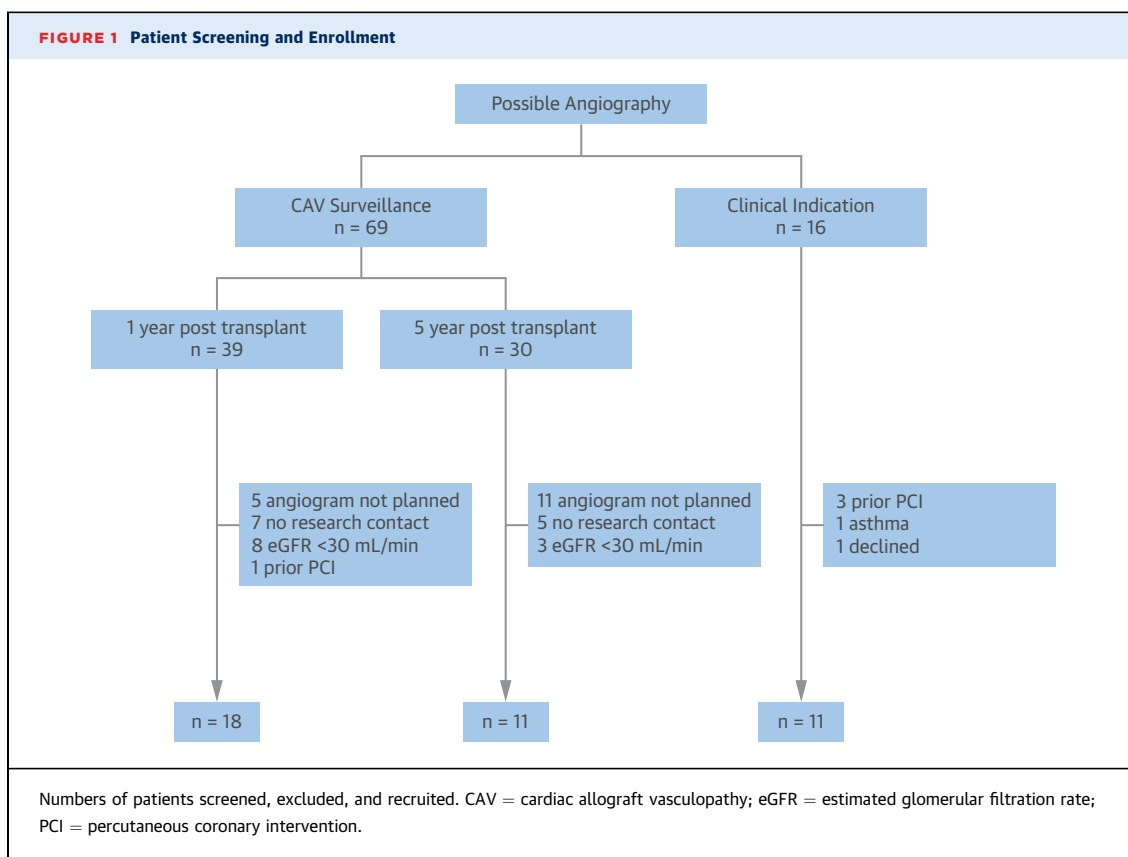 FIGURE 1 Patient Screening and Enrollment
Possible Angiography
CAV Surveillance
n = 69
Clinical Indication
n = 16
1 year post transplant
n = 39
5 year post transplant
n = 30
5 angiogram not planned
7 no research contact
8 eGFR <30 mL/min
1 prior PCI
11 angiogram not planned
5 no research contact
3 eGFR <30 mL/min
3 prior PCI
1 asthma
1 declined
n = 18
n = 11
n = 11
Numbers of patients screened, excluded, and recruited. CAV = cardiac allograft vasculopathy; eGFR = estimated glomerular filtration rate;
PCI = percutaneous coronary intervention.